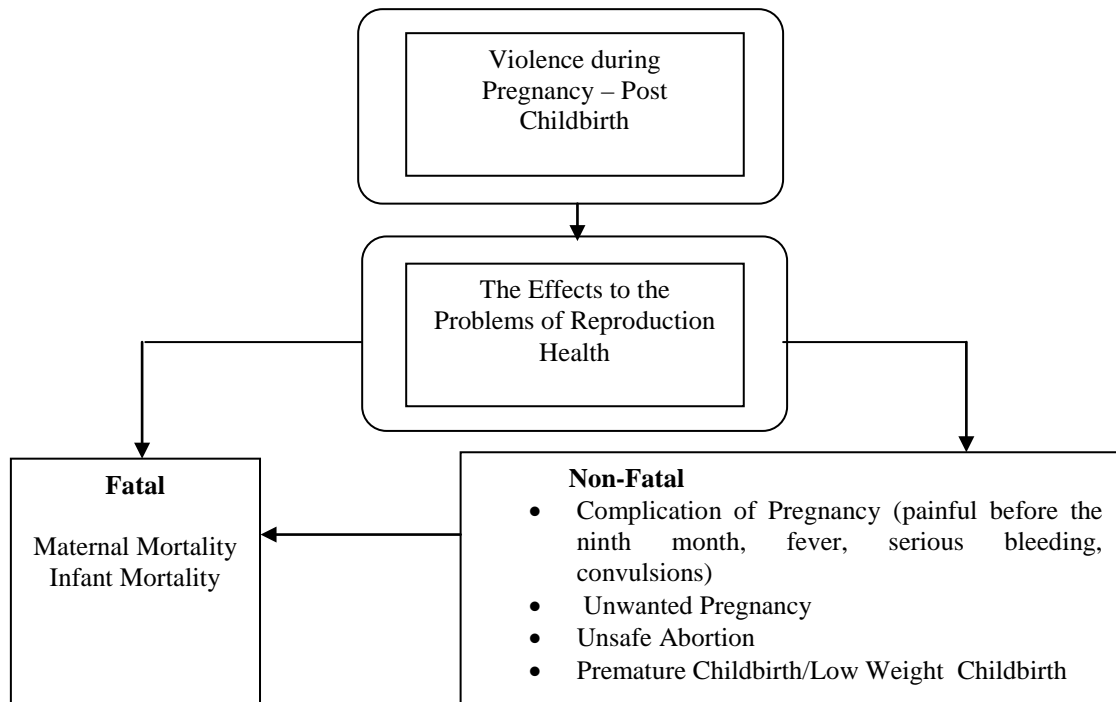 Violence during
Pregnancy – Post
Childbirth
The Effects to the
Problems of Reproduction
Health
Fatal
Maternal Mortality
Infant Mortality
Non-Fatal
• Complication of Pregnancy (painful before the
ninth month, fever, serious bleeding,
convulsions)
• Unwanted Pregnancy
• Unsafe Abortion
• Premature Childbirth/Low Weight Childbirth